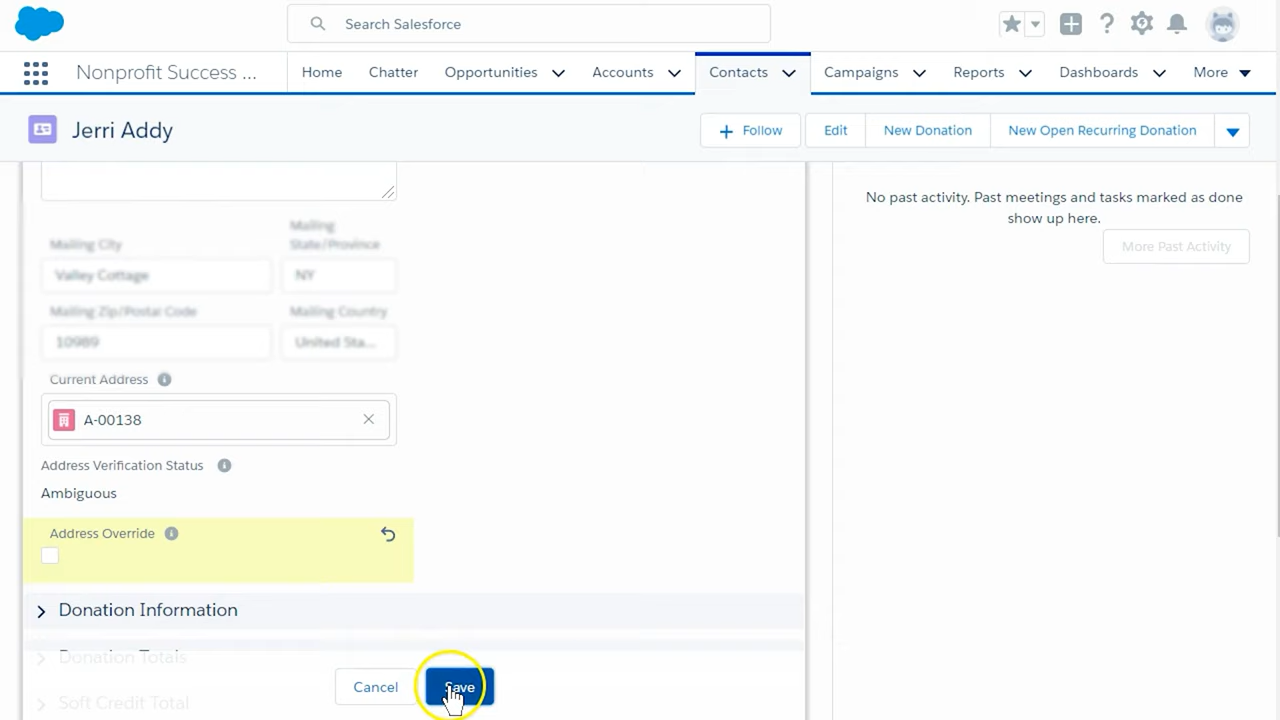 Search Salesforce
Nonprofit Success ...
Home
Chatter
Opportunities
Accounts
Contacts
Campaigns
Reports
Dashboards
More
Jerri Addy
Follow
Edit
New Donation
New Open Recurring Donation
No past activity. Past meetings and tasks marked as done
show up here.
More Past Activity
Mailing City
Mailing
State/Province
Valley Cottage
NY
Mailing Zip/Postal Code
Mailing Country
10989
United Sta...
Current Address
A-00138
Address Verification Status
Ambiguous
Address Override
Donation Information
Donation Totals
Cancel
Save
Soft Credit Total